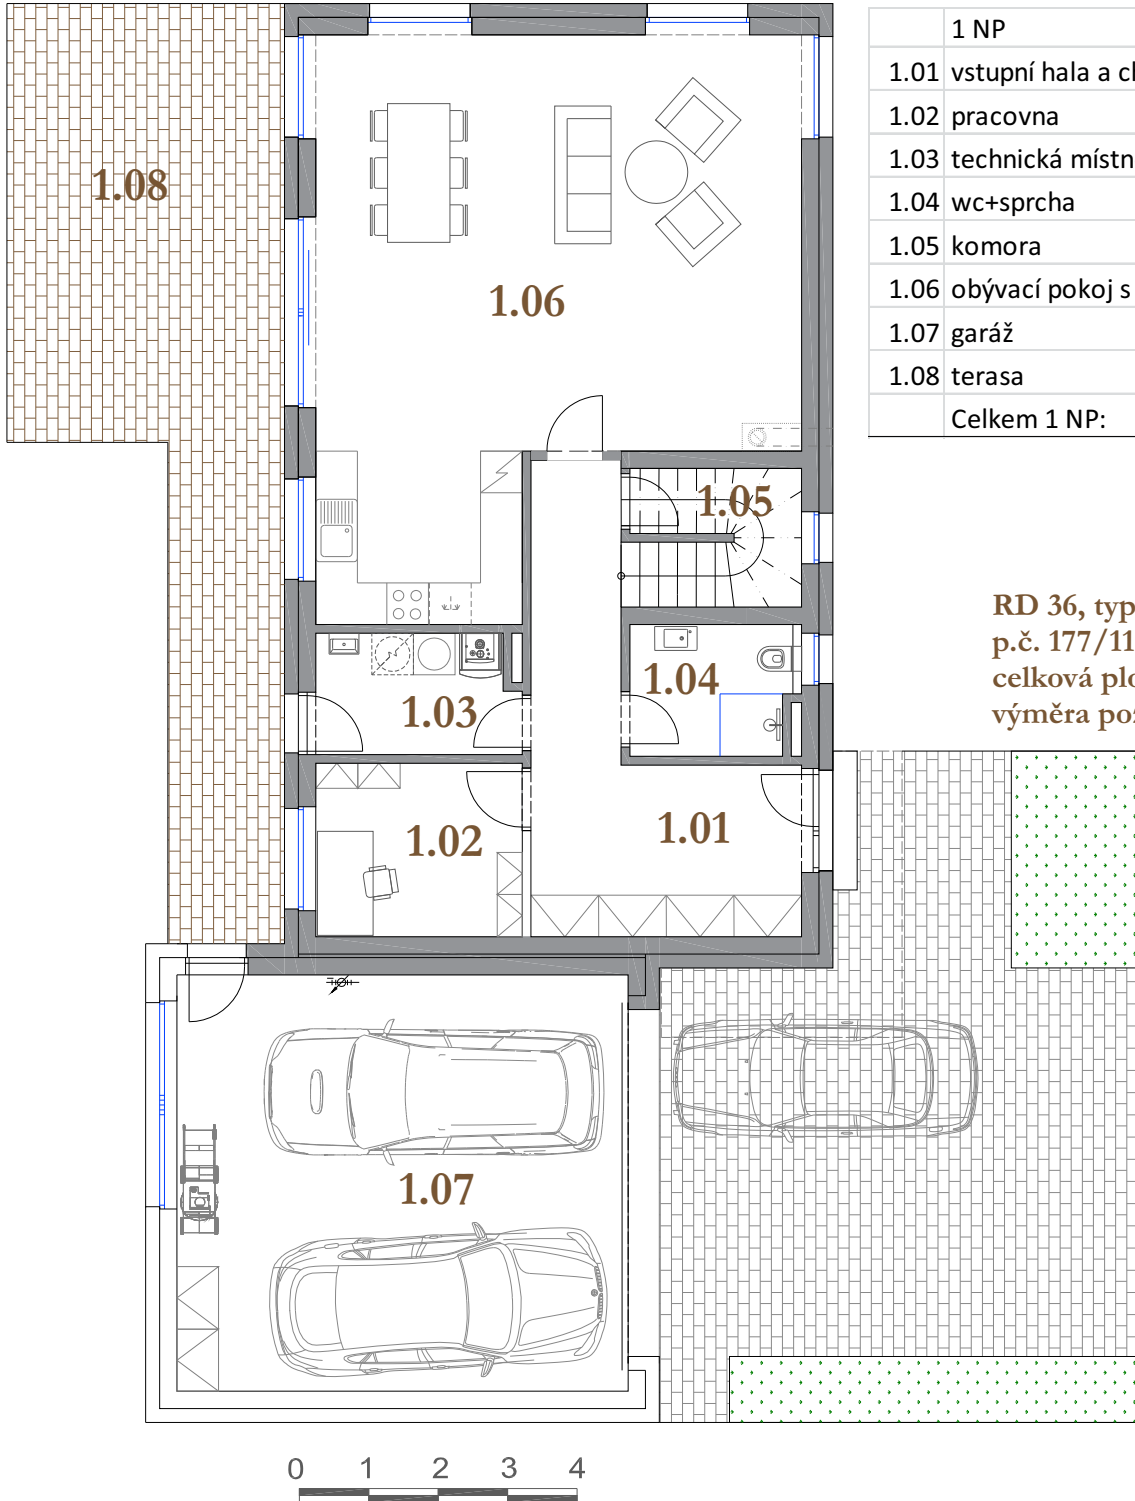 1 NP
1.01 vstupní hala a
1.02 pracovna
1.03 technická
1.04 wc+sprcha
1.05 komora
1.06 obývací pokoj s
1.07 garáž
1.08 terasa
Celkem 1 NP:
1.08
1.06
1.05
RD 36, typ
p.č. 177/11
celková
výměra
1.04
1.03
1.02
1.01
1.07
0 1 2 3 4